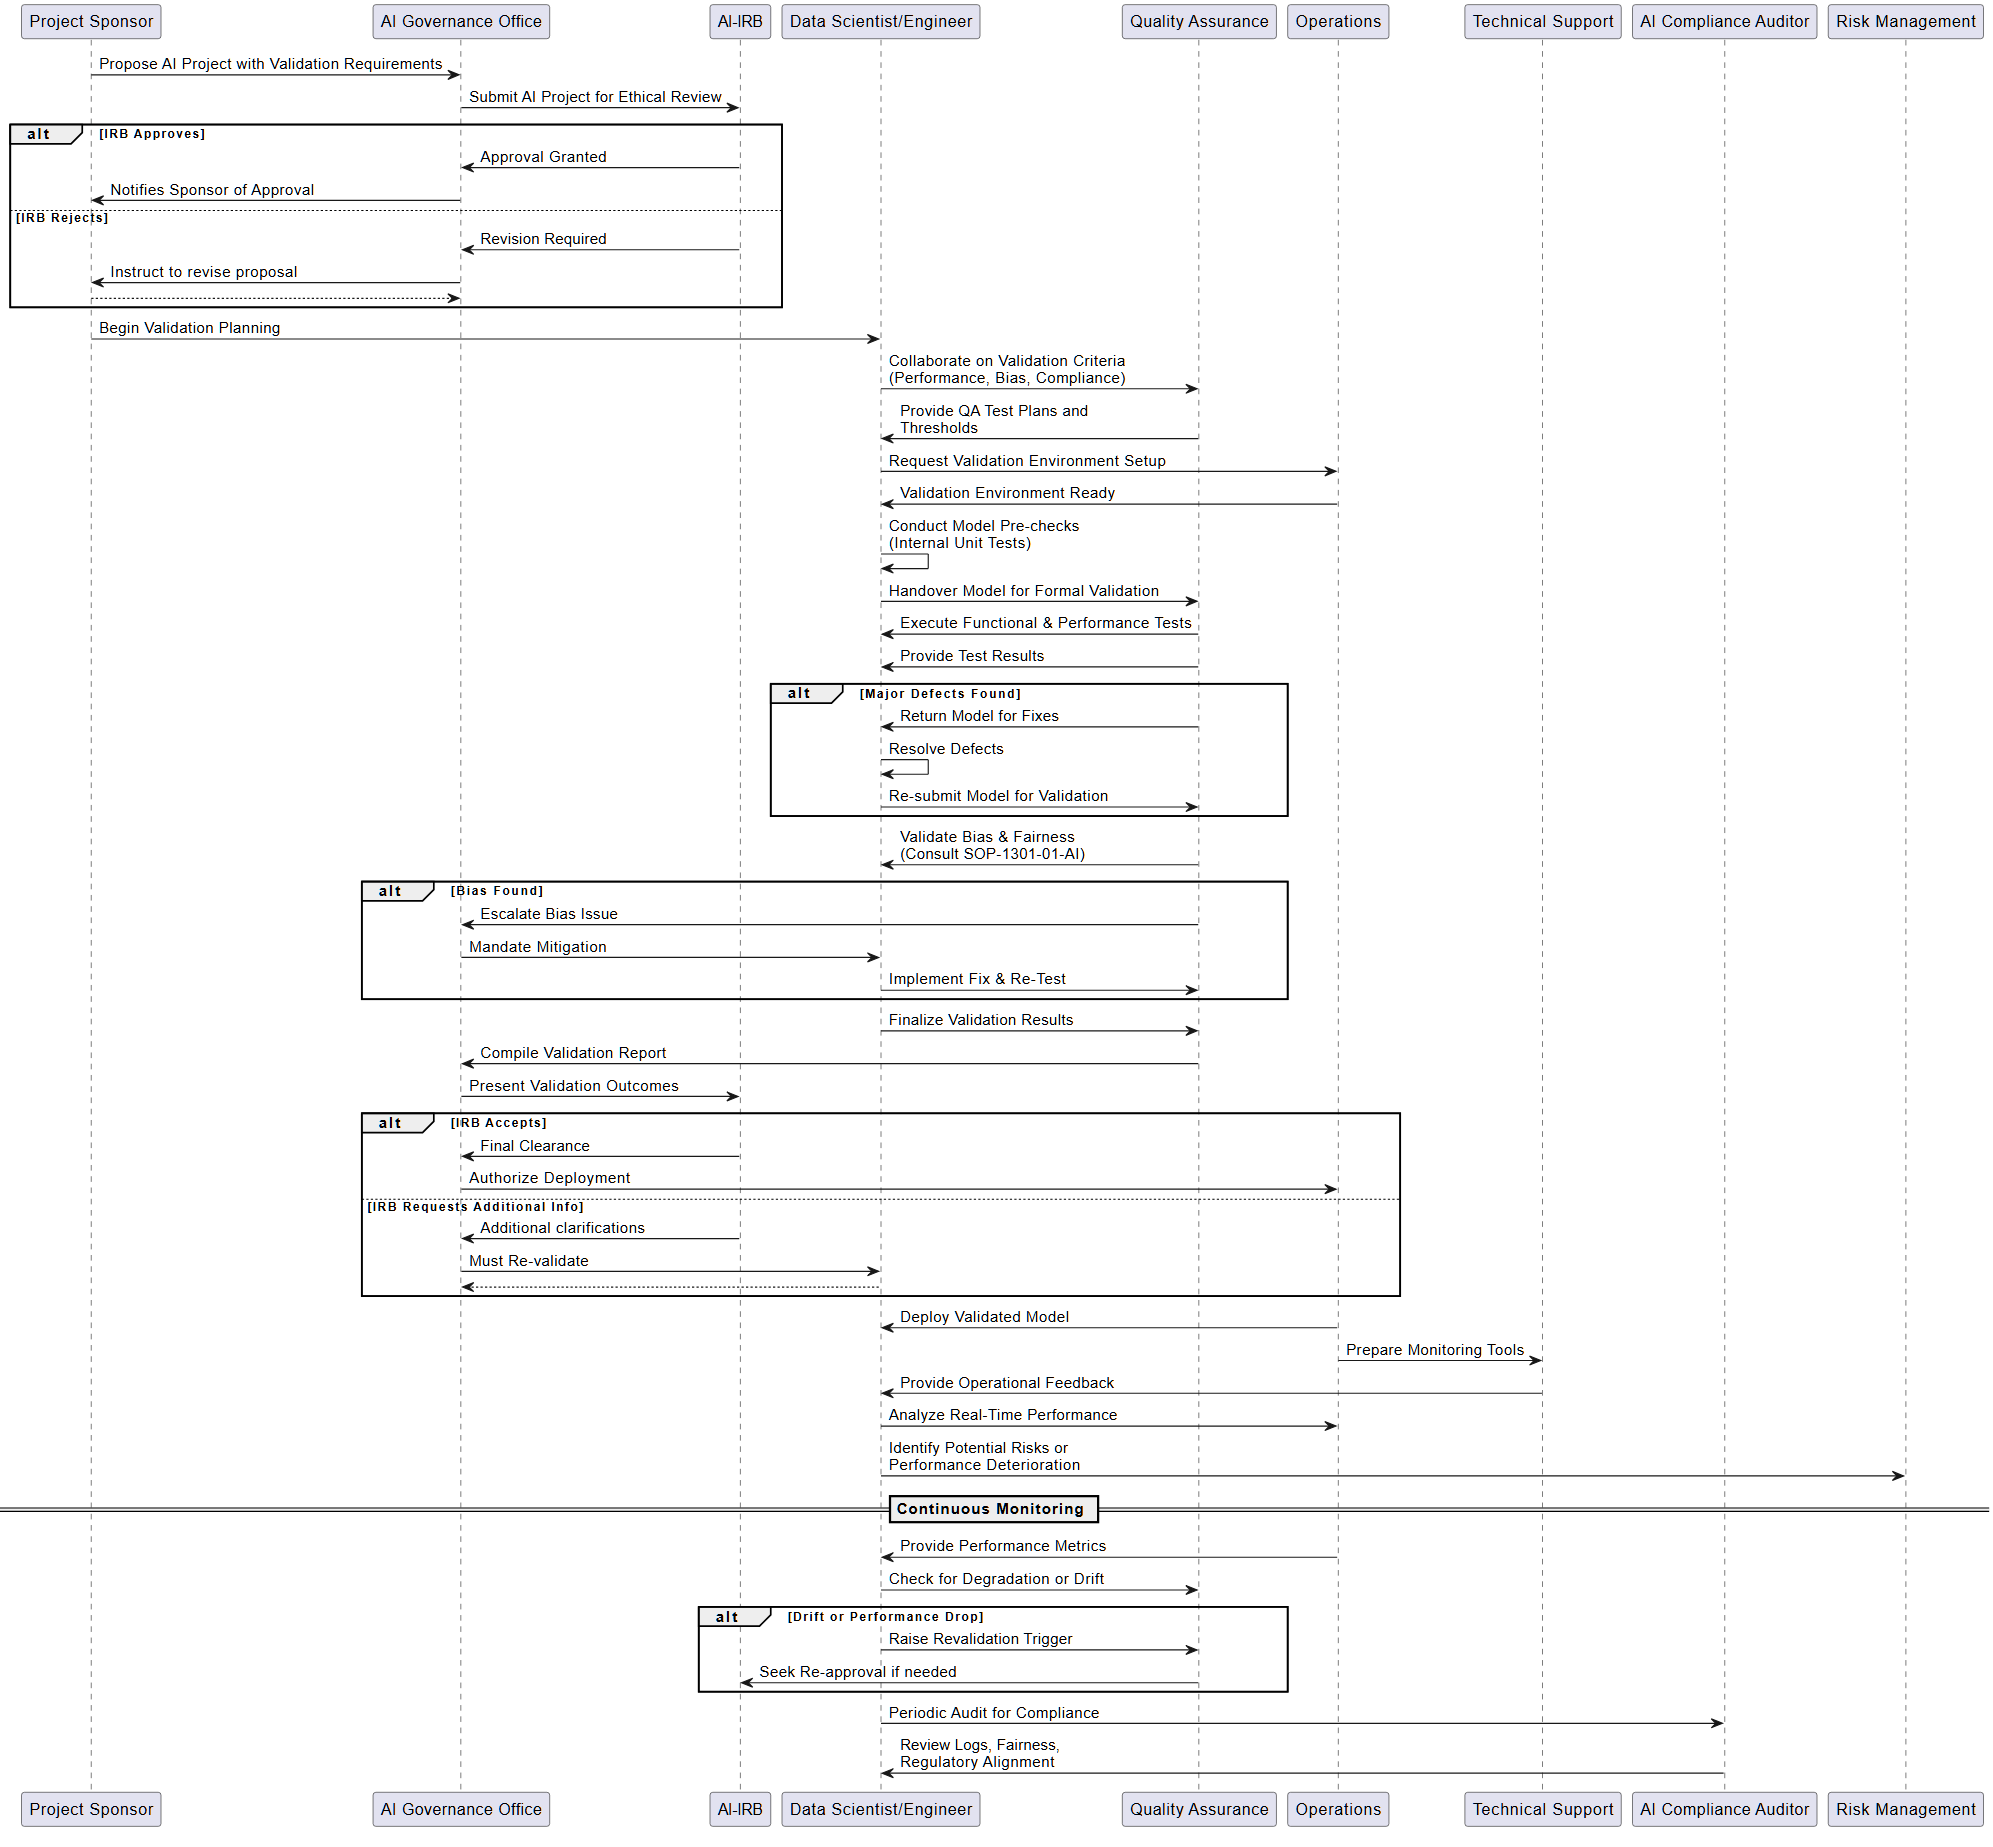 Project Sponsor
AI Governance Office
AI-IRB
Data Scientist/Engineer
Quality Assurance
Operations
Technical Support
AI Compliance Auditor
Risk Management
Propose AI Project with Validation Requirements
Submit AI Project for Ethical Review
alt
[IRB Approves]
Approval Granted
Notifies Sponsor of Approval
[IRB Rejects]
Revision Required
Instruct to revise proposal
Begin Validation Planning
Collaborate on Validation Criteria
(Performance, Bias, Compliance)
Provide QA Test Plans and
Thresholds
Request Validation Environment Setup
Validation Environment Ready
Conduct Model Pre-checks
(Internal Unit Tests)
Handover Model for Formal Validation
Execute Functional & Performance Tests
Provide Test Results
alt
[Major Defects Found]
Return Model for Fixes
Resolve Defects
Re-submit Model for Validation
Validate Bias & Fairness
(Consult SOP-1301-01-AI)
alt
[Bias Found]
Escalate Bias Issue
Mandate Mitigation
Implement Fix & Re-Test
Finalize Validation Results
Compile Validation Report
Present Validation Outcomes
alt
[IRB Accepts]
Final Clearance
Authorize Deployment
[IRB Requests Additional Info]
Additional clarifications
Must Re-validate
Deploy Validated Model
Prepare Monitoring Tools
Provide Operational Feedback
Analyze Real-Time Performance
Identify Potential Risks or
Performance Deterioration
Continuous Monitoring
Provide Performance Metrics
Check for Degradation or Drift
alt
[Drift or Performance Drop]
Raise Revalidation Trigger
Seek Re-approval if needed
Periodic Audit for Compliance
Review Logs, Fairness,
Regulatory Alignment
Project Sponsor
AI Governance Office
AI-IRB
Data Scientist/Engineer
Quality Assurance
Operations
Technical Support
AI Compliance Auditor
Risk Management